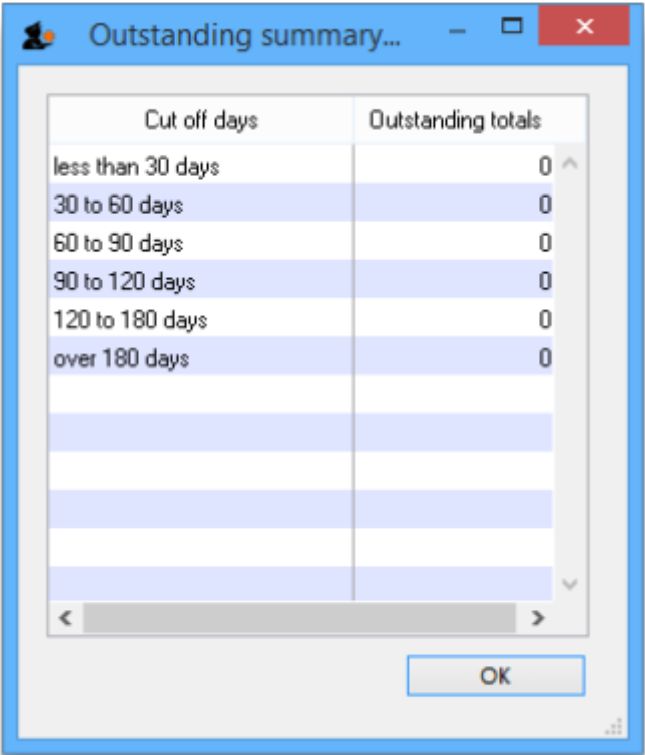 Outstanding summary...
Cut off days Outstanding totals
less than 30 days 0
30 to 60 days 0
60 to 90 days 0
90 to 120 days 0
120 to 180 days 0
over 180 days 0
OK